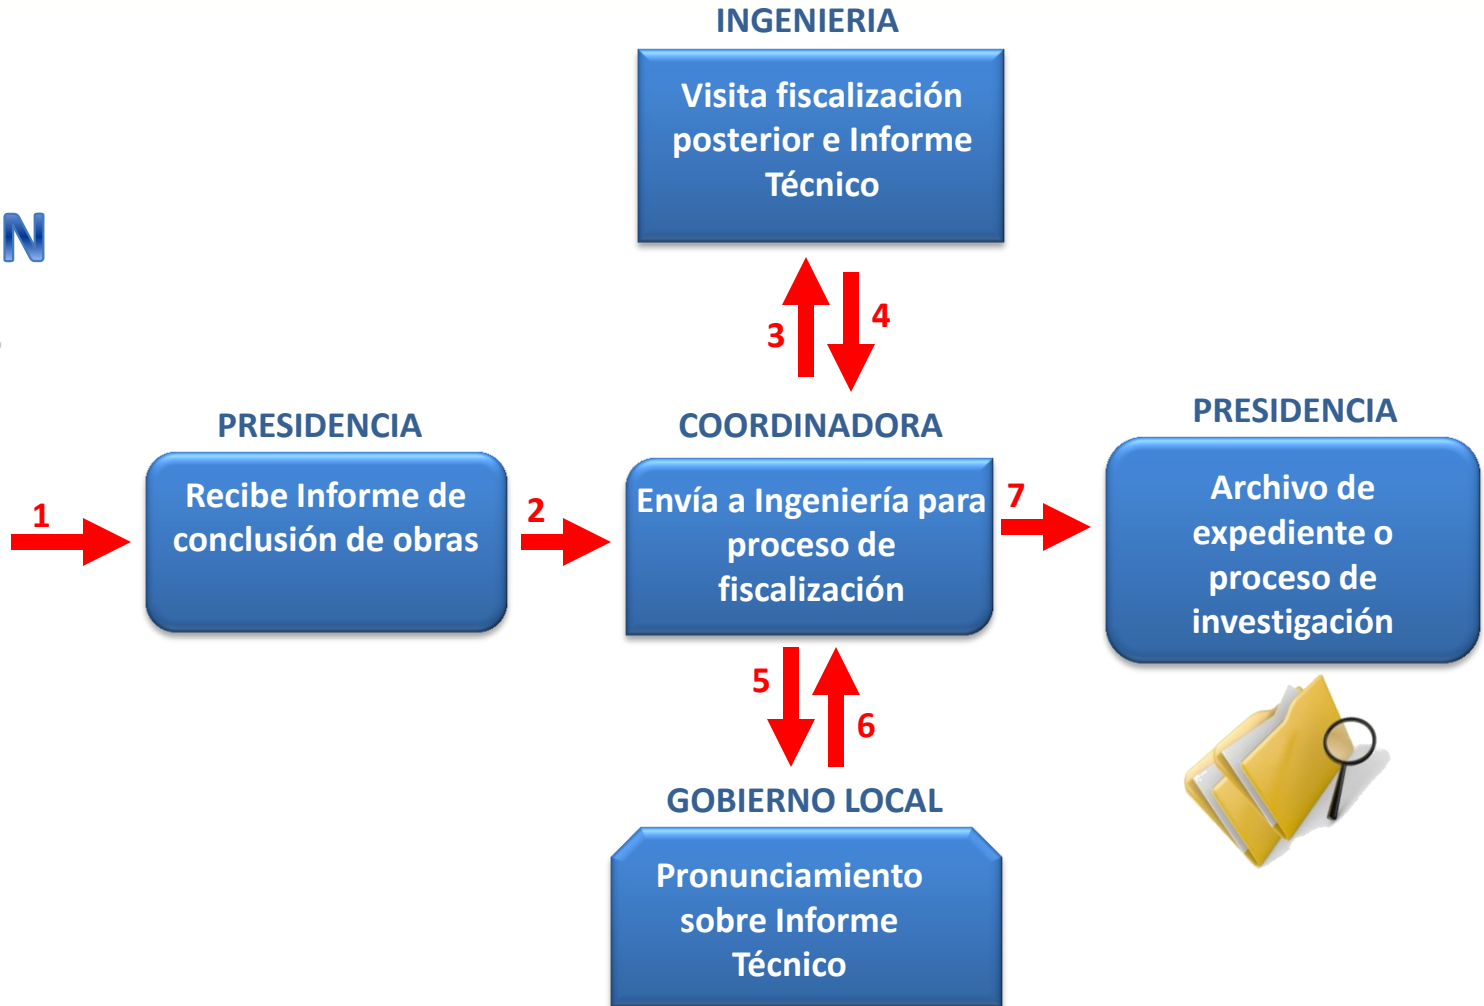 INGENIERIA
Visita fiscalización
posterior e Informe
Técnico
N
3
4
PRESIDENCIA
Recibe Informe de
conclusión de obras
COORDINADORA
Envía a Ingeniería para
proceso de
fiscalización
PRESIDENCIA
Archivo de
expediente o
proceso de
investigación
1
2
7
5
6
GOBIERNO LOCAL
Pronunciamiento
sobre Informe
Técnico